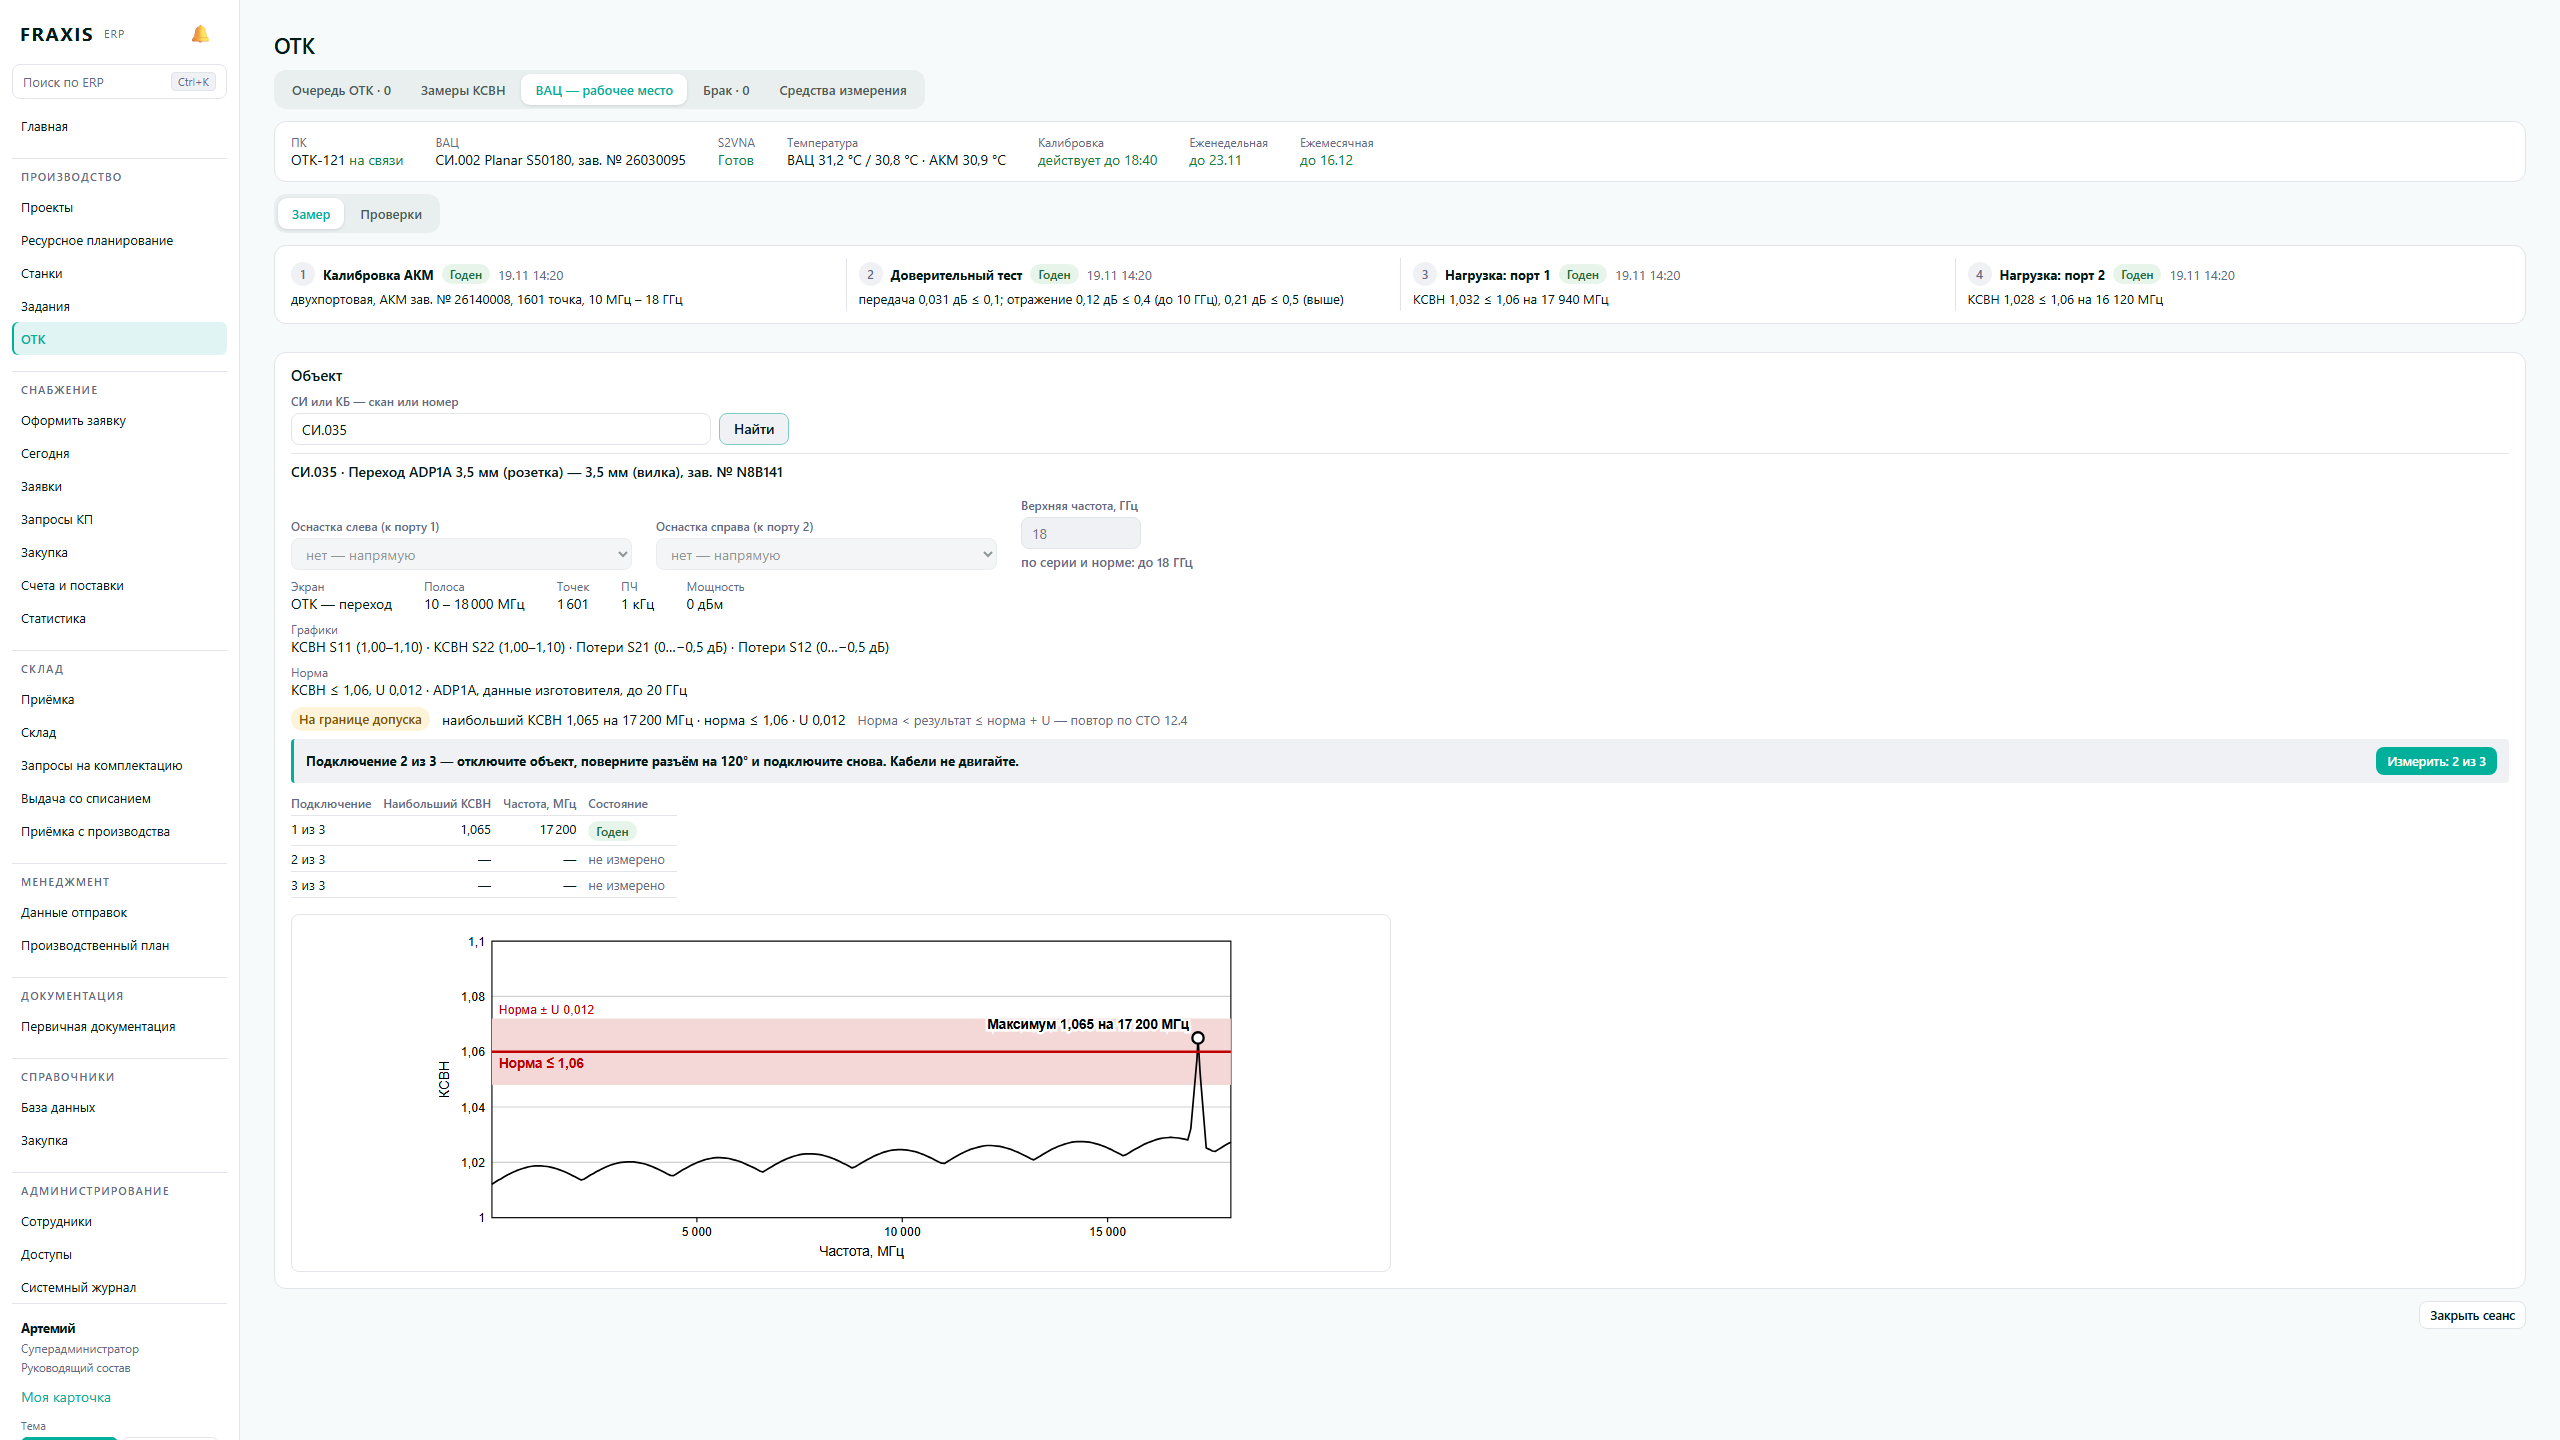 FRAXIS ERP
Поиск по ERP Ctrl+K
Главная
ПРОИЗВОДСТВО
Проекты
Ресурсное планирование
Станки
Задания
ОТК
СНАБЖЕНИЕ
Оформить заявку
Сегодня
Заявки
Запросы КП
Закупка
Счета и поставки
Статистика
СКЛАД
Приёмка
Склад
Запросы на комплектацию
Выдача со списанием
Приёмка с производства
МЕНЕДЖМЕНТ
Данные отправок
Производственный план
ДОКУМЕНТАЦИЯ
Первичная документация
СПРАВОЧНИКИ
База данных
Закупка
АДМИНИСТРИРОВАНИЕ
Сотрудники
Доступы
Системный журнал
Артемий
Суперадминистратор
Руководящий состав
Моя карточка
Тема
ОТК
Очередь ОТК · 0 Замеры КСВН ВАЦ — рабочее место Брак · 0 Средства измерения
ПК ВАЦ S2VNA Температура Калибровка Еженедельная Ежемесячная
ОТК-121 на связи СИ.002 Planar S50180, зав. № 26030095 Готов ВАЦ 31,2 °C / 30,8 °C · АКМ 30,9 °C действует до 18:40 до 23.11 до 16.12
Замер Проверки
1 Калибровка АКМ Годен 19.11 14:20
двухпортовая, АКМ зав. № 26140008, 1601 точка, 10 МГц – 18 ГГц
2 Доверительный тест Годен 19.11 14:20
передача 0,031 дБ ≤ 0,1; отражение 0,12 дБ ≤ 0,4 (до 10 ГГц), 0,21 дБ ≤ 0,5 (выше)
3 Нагрузка: порт 1 Годен 19.11 14:20
КСВН 1,032 ≤ 1,06 на 17 940 МГц
4 Нагрузка: порт 2 Годен 19.11 14:20
КСВН 1,028 ≤ 1,06 на 16 120 МГц
Объект
СИ или КБ — скан или номер
СИ.035 Найти
СИ.035 · Переход ADP1A 3,5 мм (розетка) — 3,5 мм (вилка), зав. № N8B141
Оснастка слева (к порту 1) Оснастка справа (к порту 2) Верхняя частота, ГГц
нет — напрямую нет — напрямую 18
по серии и норме: до 18 ГГц
Экран Полоса Точек ПЧ Мощность
ОТК — переход 10 – 18 000 МГц 1 601 1 кГц 0 дБм
Графики
КСВН S11 (1,00–1,10) · КСВН S22 (1,00–1,10) · Потери S21 (0…−0,5 дБ) · Потери S12 (0…−0,5 дБ)
Норма
КСВН ≤ 1,06, U 0,012 · ADP1A, данные изготовителя, до 20 ГГц
На границе допуска наибольший КСВН 1,065 на 17 200 МГц · норма ≤ 1,06 · U 0,012 Норма < результат ≤ норма + U — повтор по СТО 12.4
Подключение 2 из 3 — отключите объект, поверните разъём на 120° и подключите снова. Кабели не двигайте. Измерить: 2 из 3
Подключение Наибольший КСВН Частота, МГц Состояние
1 из 3 1,065 17 200 Годен
2 из 3 — — не измерено
3 из 3 — — не измерено
1,1
1,08
1,06
1,04
1,02
1
КСВН
Норма ± U 0,012
Максимум 1,065 на 17 200 МГц
Норма ≤ 1,06
5 000 10 000 15 000
Частота, МГц
Закрыть сеанс